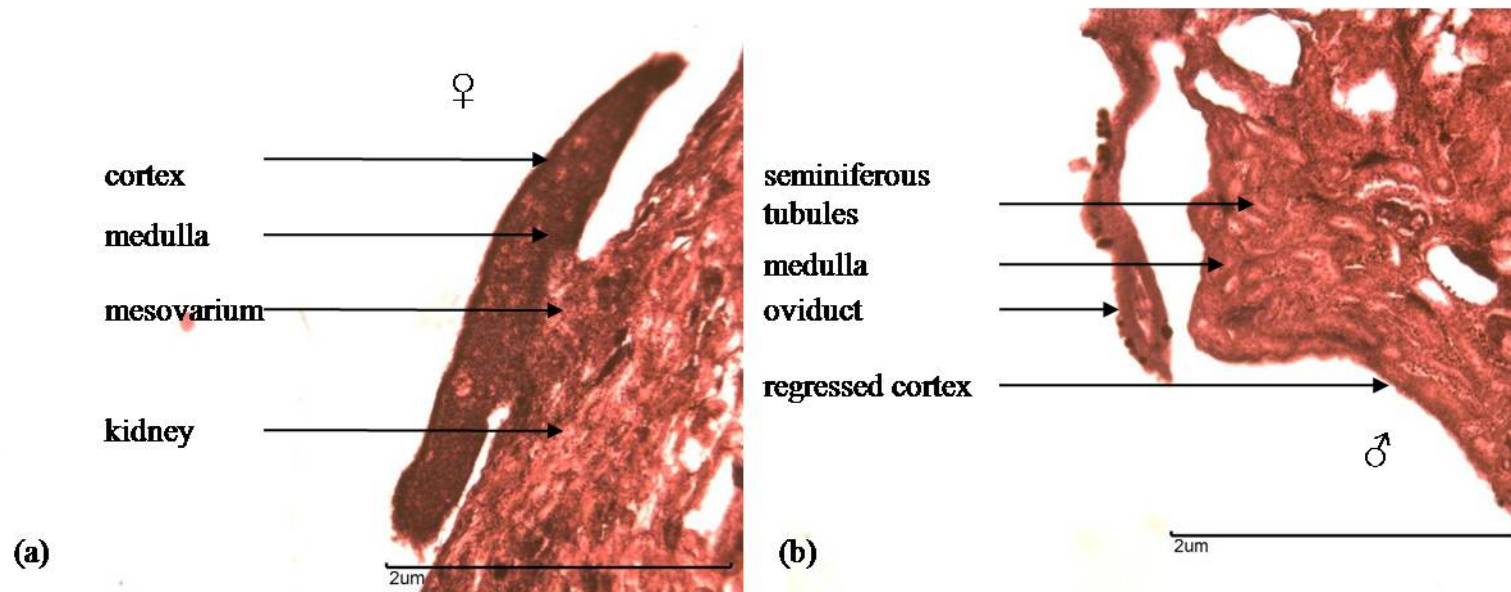 ♀
cortex
medulla
mesovarium
kidney
(a)
2um
seminiferous
tubules
medulla
oviduct
regressed cortex
♂
(b)
2um